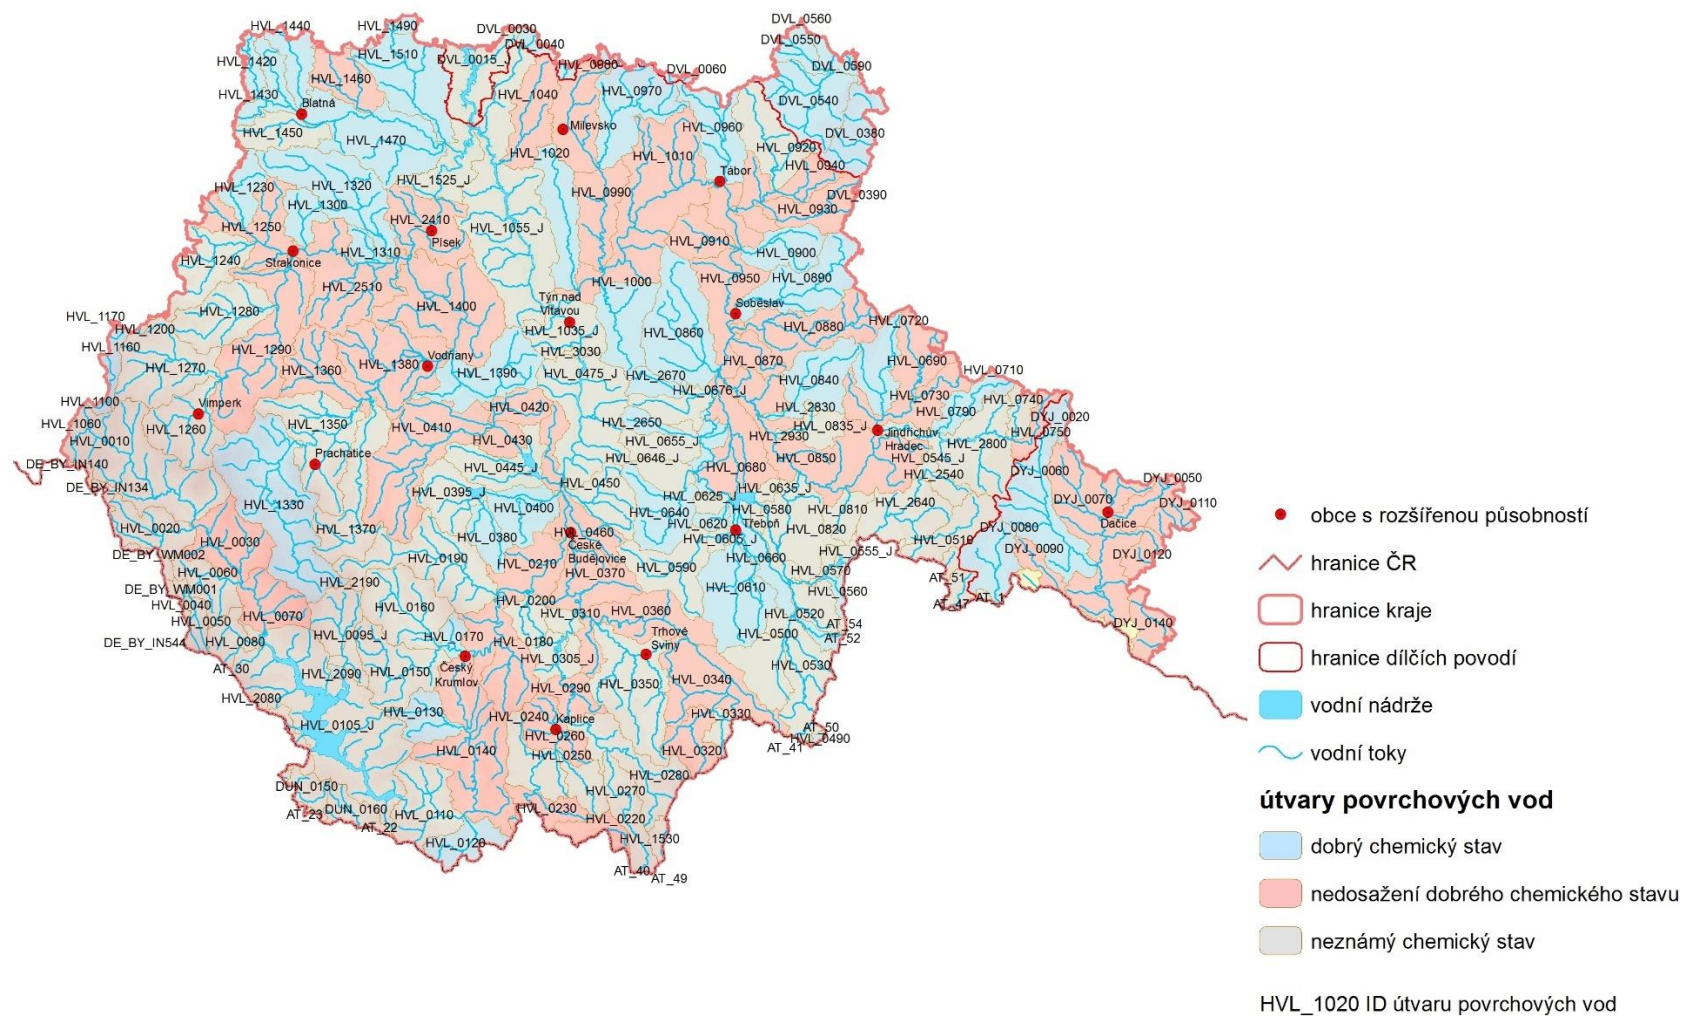 HVL_1440
HVL_1490
DVL_0030
DVL_0040
DVL_0560
DVL_0550
HVL_1420
HVL_1510
DVL_0015_J
HVL_0980
DVL_0060
DVL_0590
HVL_1460
HVL_1430
HVL_1040
HVL_0970
DVL_0540
Blatná
Milevsko
HVL_0960
DVL_0380
HVL_1450
HVL_1470
HVL_1020
HVL_1010
HVL_0920
HVL_0940
Tábor
HVL_1230
HVL_1320
HVL_1525_J
HVL_0990
DVL_0390
HVL_1300
HVL_0930
HVL_1250
HVL_2410
HVL_1055_J
HVL_0910
Písek
HVL_1310
HVL_0900
HVL_1240
Strakonice
HVL_0950
HVL_0890
HVL_2510
HVL_1000
Týn nad
Vltavou
HVL_1280
HVL_1400
Soběslav
HVL_1170
HVL_1200
HVL_1035_J
HVL_0860
HVL_0880
HVL_0720
HVL_1160
HVL_1290
HVL_3030
Vodňany
HVL_1270
HVL_1360
HVL_1380
HVL_1390
HVL_0475_J
HVL_2670
HVL_0870
HVL_0690
HVL_0710
HVL_0840
HVL_0676_J
HVL_0730
HVL_0740
HVL_1100
Vimperk
HVL_0420
HVL_2830
HVL_0790
DYJ_0020
HVL_1060
HVL_1260
HVL_1350
HVL_0410
HVL_2650
HVL_0835_J
Jindřichův
Hradec
HVL_0750
HVL_0010
HVL_0430
HVL_0655_J
HVL_2930
HVL_2800
Prachatice
HVL_0445_J
HVL_0646_J
HVL_0850
HVL_0545_J
DE_BY_IN140
HVL_0680
HVL_2540
DYJ_0060
DYJ_0050
DE_BY_IN134
HVL_0395_J
HVL_0450
HVL_0625_J
HVL_0635_J
DYJ_0070
DYJ_0110
HVL_1330
HVL_0400
HVL_0640
HVL_0580
HVL_0810
HVL_2640
Dačice
HVL_0020
HVL_1370
HVL_0380
HVL_0460
HVL_0620
Třeboň
HVL_0820
DYJ_0080
HVL_0030
České
Budějovice
HVL_0605_J
HVL_0510
DYJ_0090
DYJ_0120
DE_BY_WM002
HVL_0190
HVL_0210
HVL_0590
HVL_0660
HVL_0555_J
HVL_0060
HVL_2190
HVL_0370
HVL_0610
HVL_0570
AT_51
DE_BY_WM001
HVL_0560
HVL_0040
HVL_0160
HVL_0200
HVL_0310
HVL_0360
HVL_0520
AT_47
AT_1
HVL_0050
HVL_0070
AT_54
DYJ_0140
HVL_0095_J
HVL_0170
HVL_0180
Trhové
Sviny
HVL_0500
AT_52
DE_BY_IN544
HVL_0080
HVL_0305_J
AT_30
HVL_2090
HVL_0150
Český
Krumlov
HVL_0530
HVL_0350
HVL_0340
HVL_2080
HVL_0290
HVL_0130
HVL_0240
Kaplice
HVL_0330
HVL_0105_J
HVL_0260
AT_50
HVL_0490
HVL_0140
HVL_0250
HVL_0320
AT_41
HVL_0280
DUN_0150
HVL_0270
DUN_0160
HVL_0110
HVL_0230
HVL_0220
AT_23
AT_22
HVL_0120
HVL_1530
AT_40
AT_49
obce s rozšířenou působností
hranice ČR
hranice kraje
hranice dílčích povodí
vodní nádrže
vodní toky
útvary povrchových vod
dobrý chemický stav
nedosažení dobrého chemického stavu
neznámý chemický stav
HVL_1020 ID útvaru povrchových vod